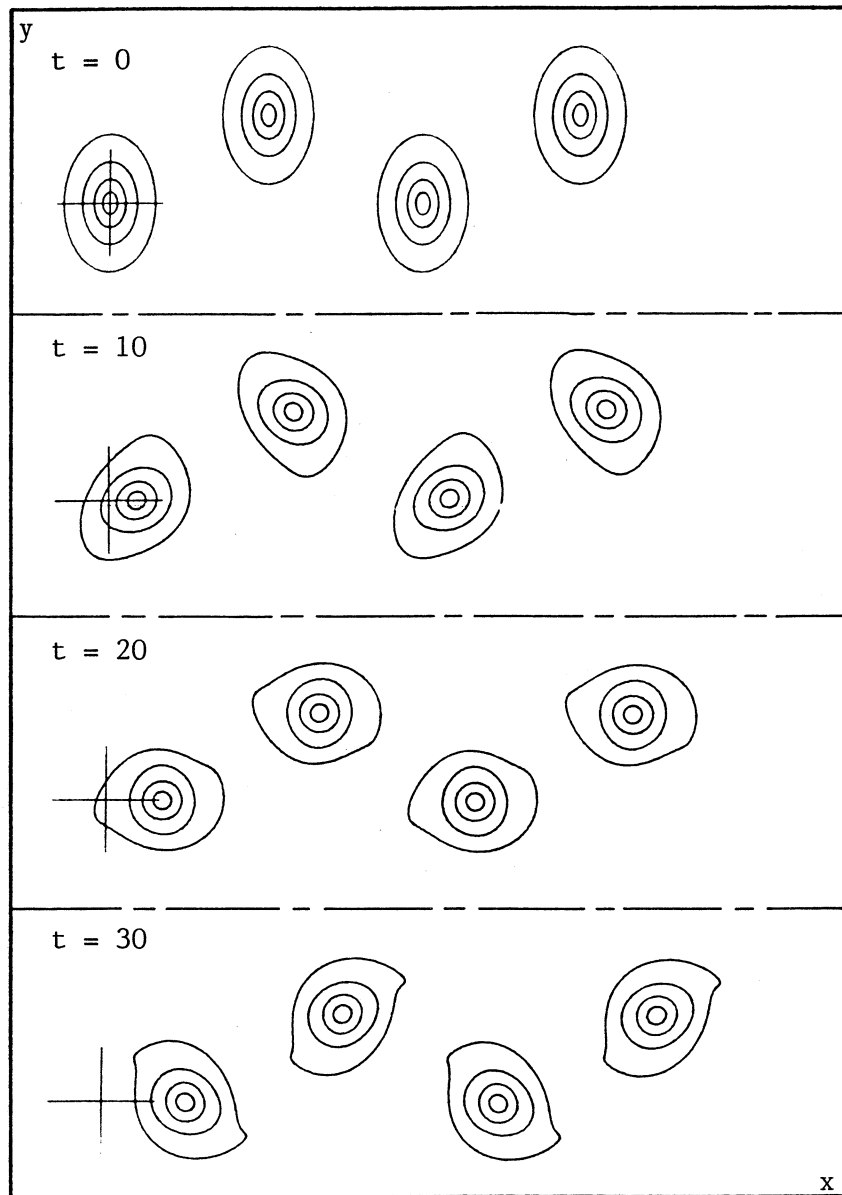 y
t = 0
t = 10
t = 20
t = 30
x